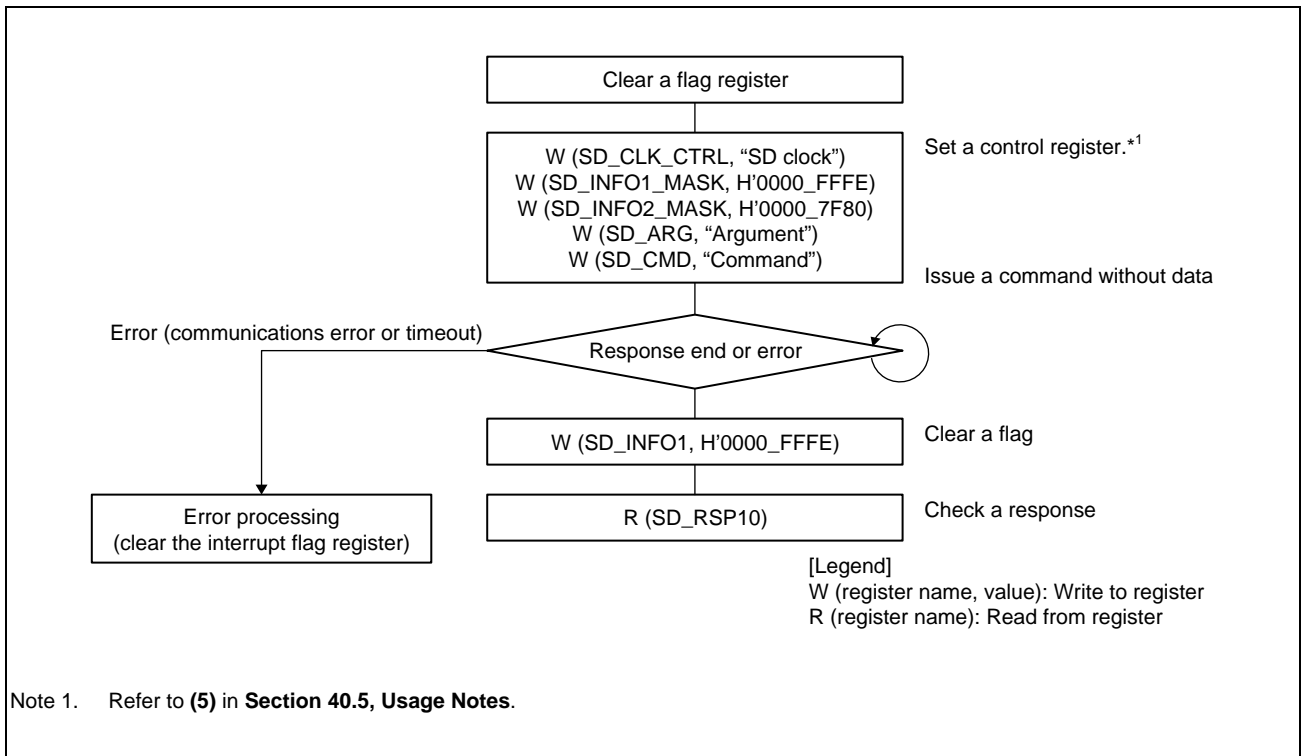 Clear a flag register
W (SD_CLK_CTRL, “SD clock”)
W (SD_INFO1_MASK, H'0000_FFFE)
W (SD_INFO2_MASK, H'0000_7F80)
W (SD_ARG, “Argument”)
W (SD_CMD, “Command”)
Set a control register.*1
Issue a command without data
Error (communications error or timeout)
Response end or error
W (SD_INFO1, H'0000_FFFE)
Clear a flag
Error processing
(clear the interrupt flag register)
R (SD_RSP10)
Check a response
[Legend]
W (register name, value): Write to register
R (register name): Read from register
Note 1. Refer to (5) in Section 40.5, Usage Notes.